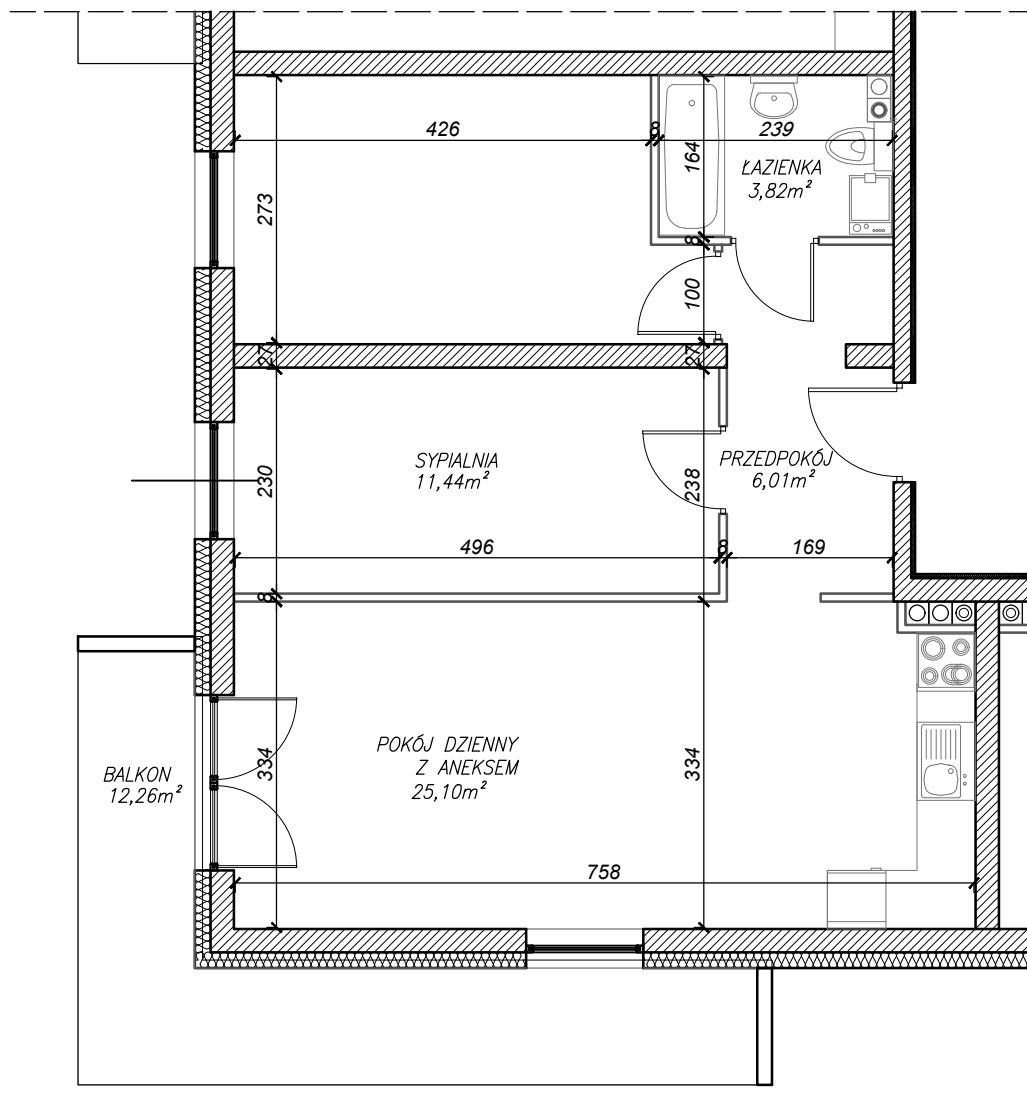 426
8
239
164
ŁAZIENKA
3,82m²
273
8
100
27
27
SYPIALNIA
11,44m²
PRZEDPOKÓJ
6,01m²
230
238
496
8
169
8
POKÓJ DZIENNY
Z ANEKSEM
25,10m²
334
334
BALKON
12,26m²
758